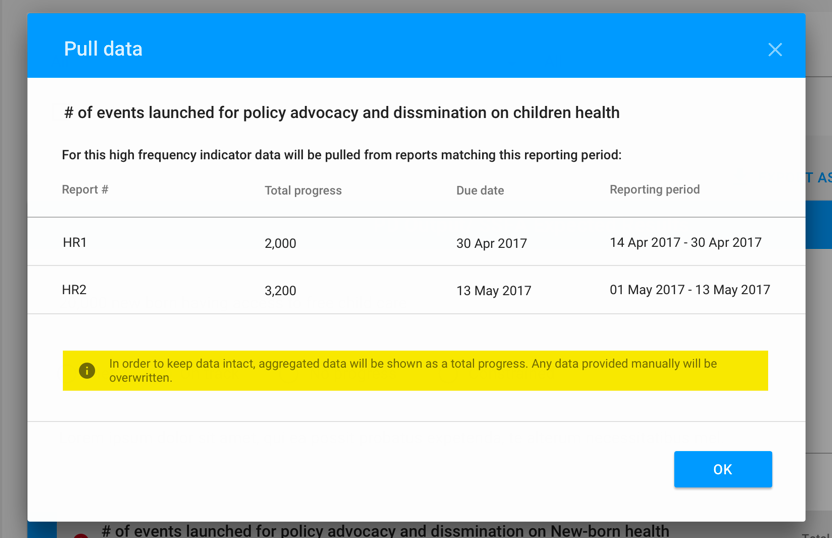 Pull data
# of events launched for policy advocacy and dissmination on children health
For this high frequency indicator data will be pulled from reports matching this reporting period:
Report # Total progress Due date Reporting period
HR1 2,000 30 Apr 2017 14 Apr 2017 - 30 Apr 2017
HR2 3,200 13 May 2017 01 May 2017 - 13 May 2017
In order to keep data intact, aggregated data will be shown as a total progress. Any data provided manually will be
overwritten.
OK
# of events launched for policy advocacy and dissmination on New-born health